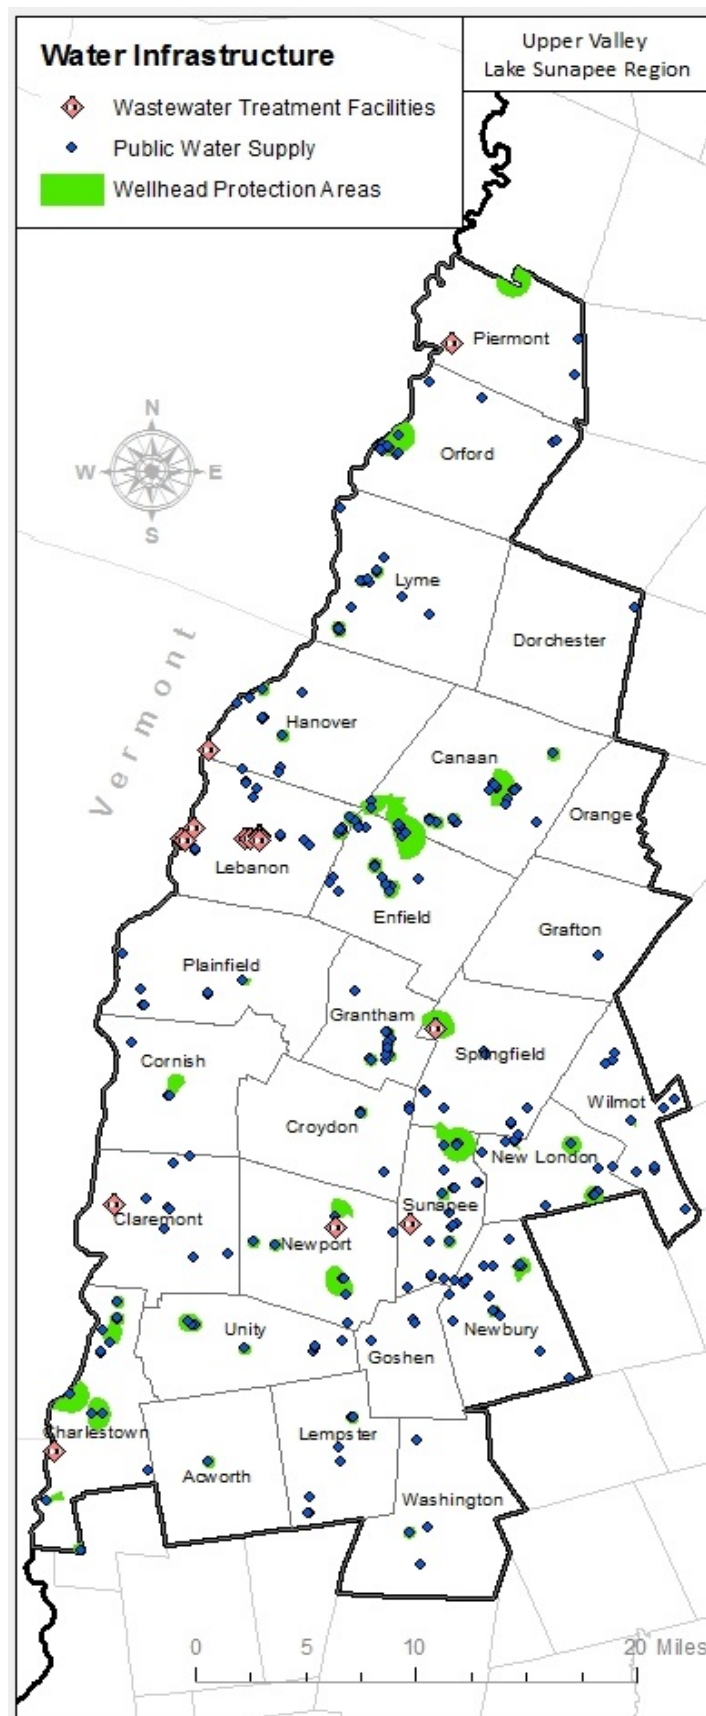 Water Infrastructure
Wastewater Treatment Facilities
Public Water Supply
Wellhead Protection Areas
Upper Valley
Lake Sunapee Region
Piermont
N
W E
S
Orford
Lyme
Dorchester
Vermont
Hanover
Canaan
Orange
Lebanon
Enfield
Grafton
Plainfield
Grantham
Springfield
Cornish
Wilmot
Croydon
New London
Sunapee
Claremont
Newport
Unity
Newbury
Goshen
Charlestown
Lempster
Acworth
Washington
0 5 10 20 Miles